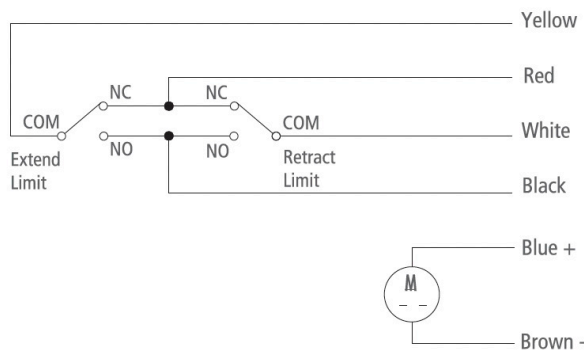 Yellow
Red
NC
NC
White
COM
COM
NO
NO
Extend
Limit
Retract
Limit
Black
Blue +
M
Brown -